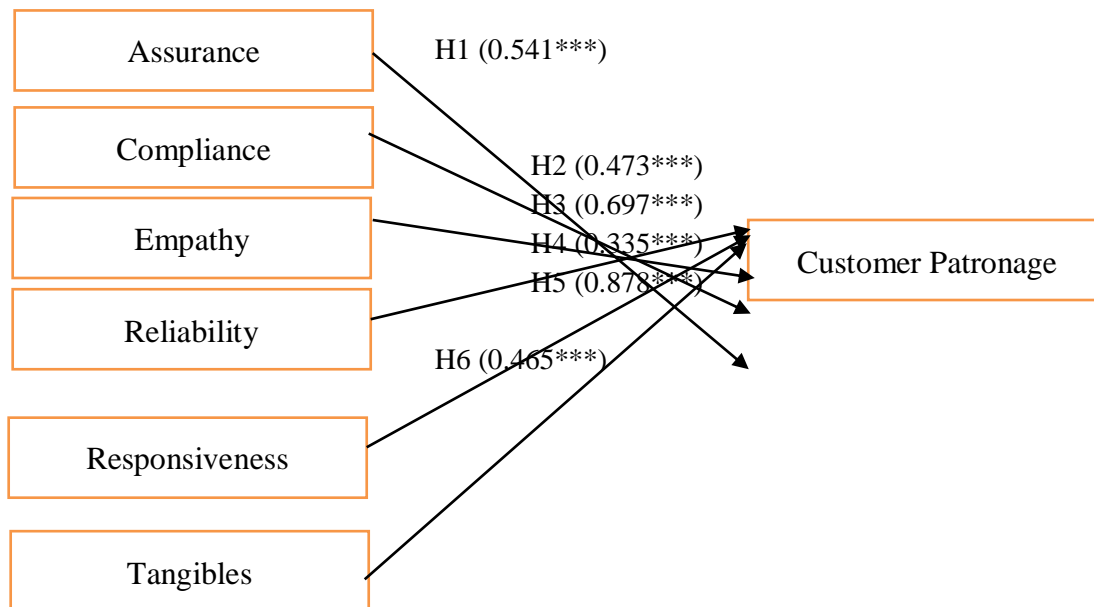 Assurance
H1 (0.541***)
Compliance
H2 (0.473***)
H3 (0.697***)
Empathy
H4 (0.335***)
Customer Patronage
H5 (0.878***)
Reliability
H6 (0.465***)
Responsiveness
Tangibles